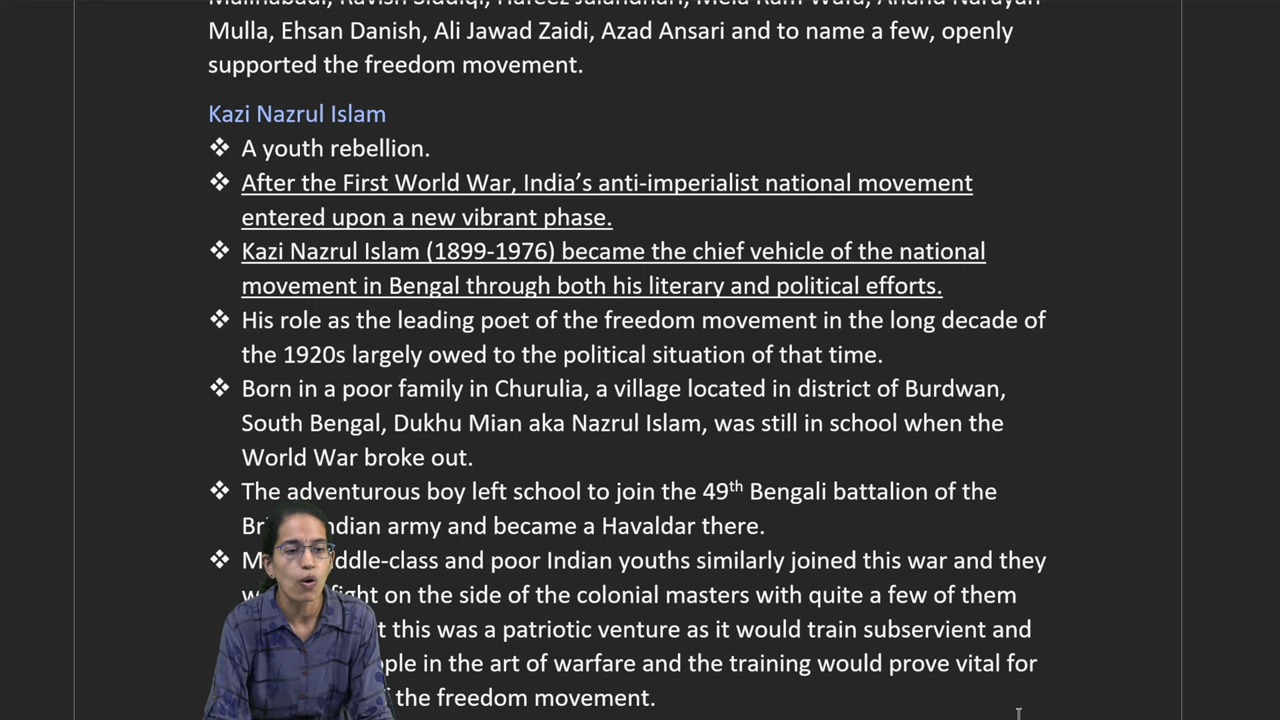 Mulla, Ehsan Danish, Ali Jawad Zaidi, Azad Ansari and to name a few, openly
supported the freedom movement.
Kazi Nazrul Islam
❖ A youth rebellion.
❖ After the First World War, India's anti-imperialist national movement
entered upon a new vibrant phase.
❖ Kazi Nazrul Islam (1899-1976) became the chief vehicle of the national
movement in Bengal through both his literary and political efforts.
❖ His role as the leading poet of the freedom movement in the long decade of
the 1920s largely owed to the political situation of that time.
❖ Born in a poor family in Churulia, a village located in district of Burdwan,
South Bengal, Dukhu Mian aka Nazrul Islam, was still in school when the
World War broke out.
❖ The adventurous boy left school to join the 49th Bengali battalion of the
Indian army and became a Havaldar there.
❖ middle-class and poor Indian youths similarly joined this war and they
fight on the side of the colonial masters with quite a few of them
this was a patriotic venture as it would train subservient and
in the art of warfare and the training would prove vital for
the freedom movement.